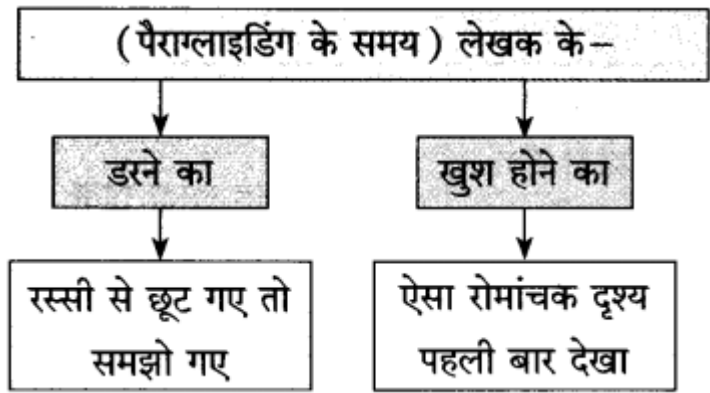 (पैराग्लाइडिंग के समय) लेखक के–
डरने का
खुश होने का
रस्सी से छूट गए तो
समझो गए
ऐसा रोमांचक दृश्य
पहली बार देखा